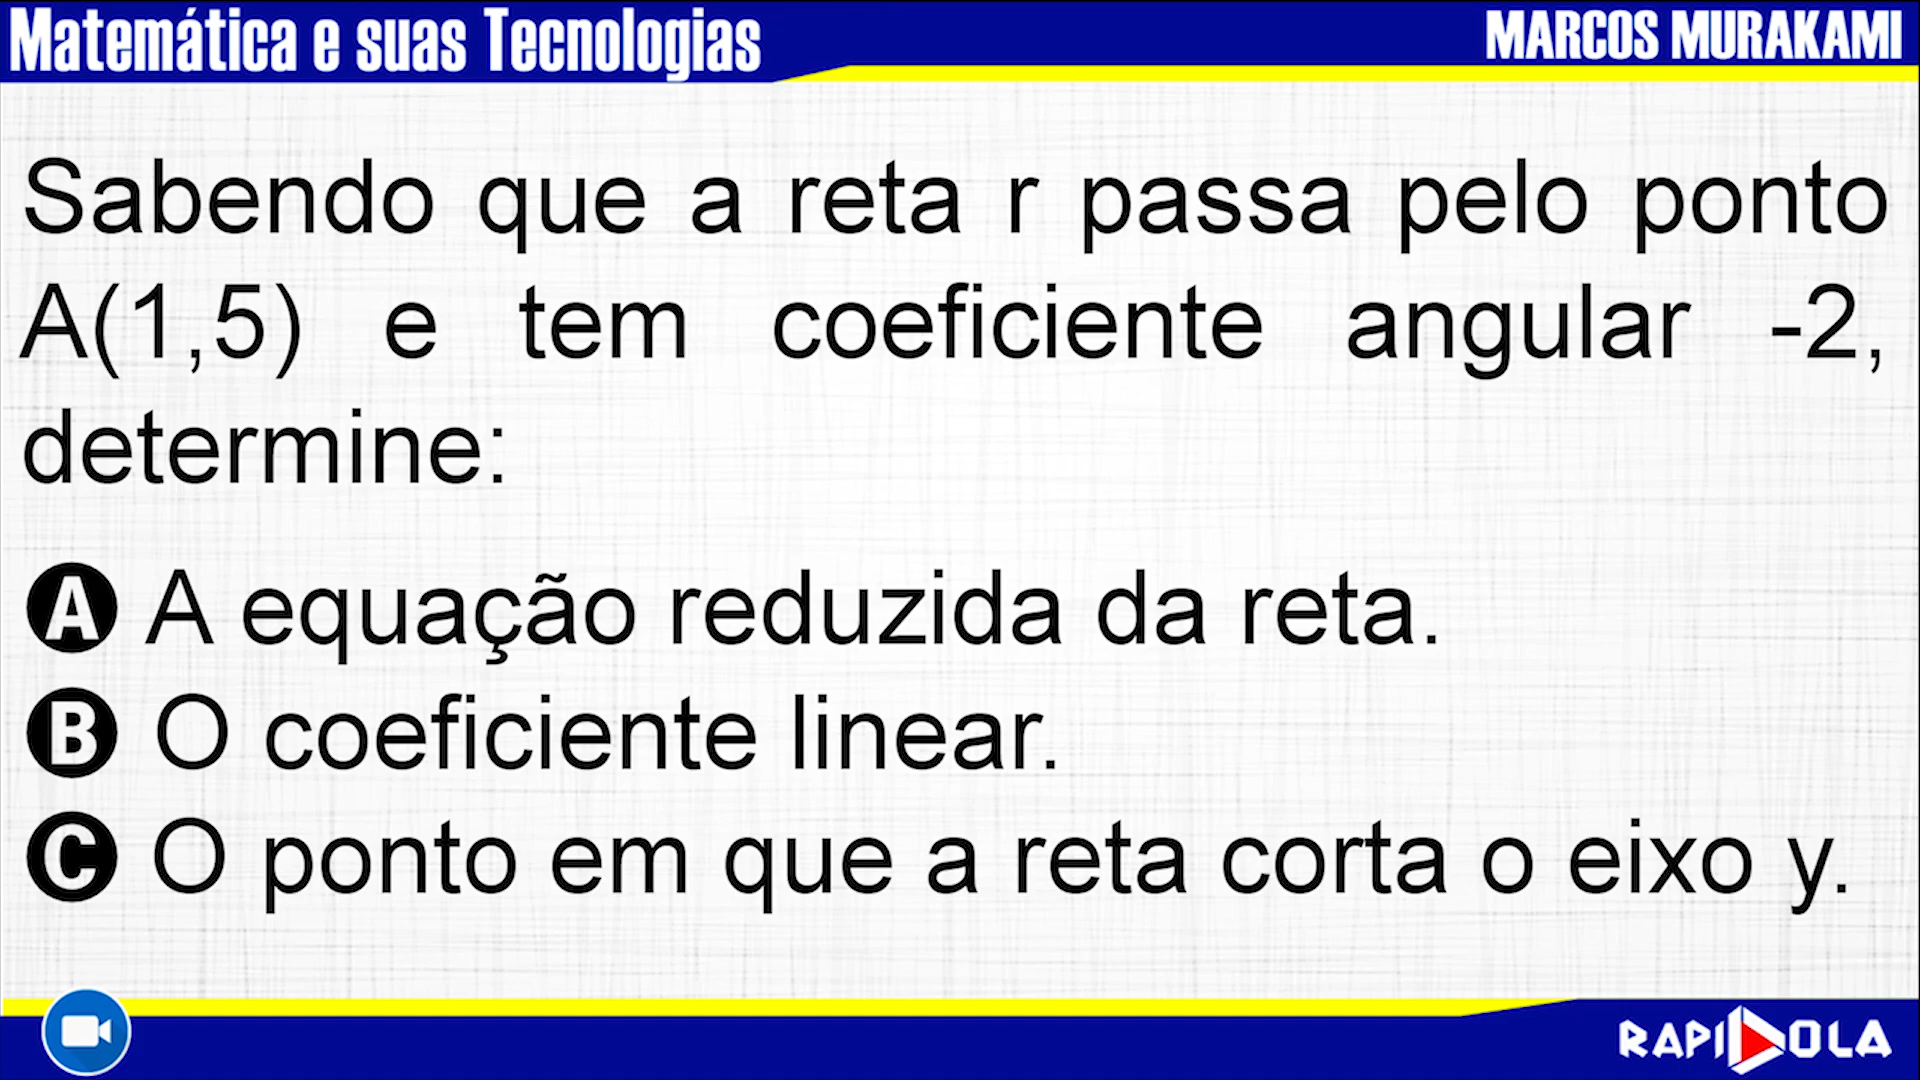 Matemática e suas Tecnologias
MARCOS MURAKAMI
Sabendo que a reta r passa pelo ponto
A(1,5) e tem coeficiente angular -2,
determine:
A A equação reduzida da reta.
B O coeficiente linear.
C O ponto em que a reta corta o eixo y.
RAPIDOLA